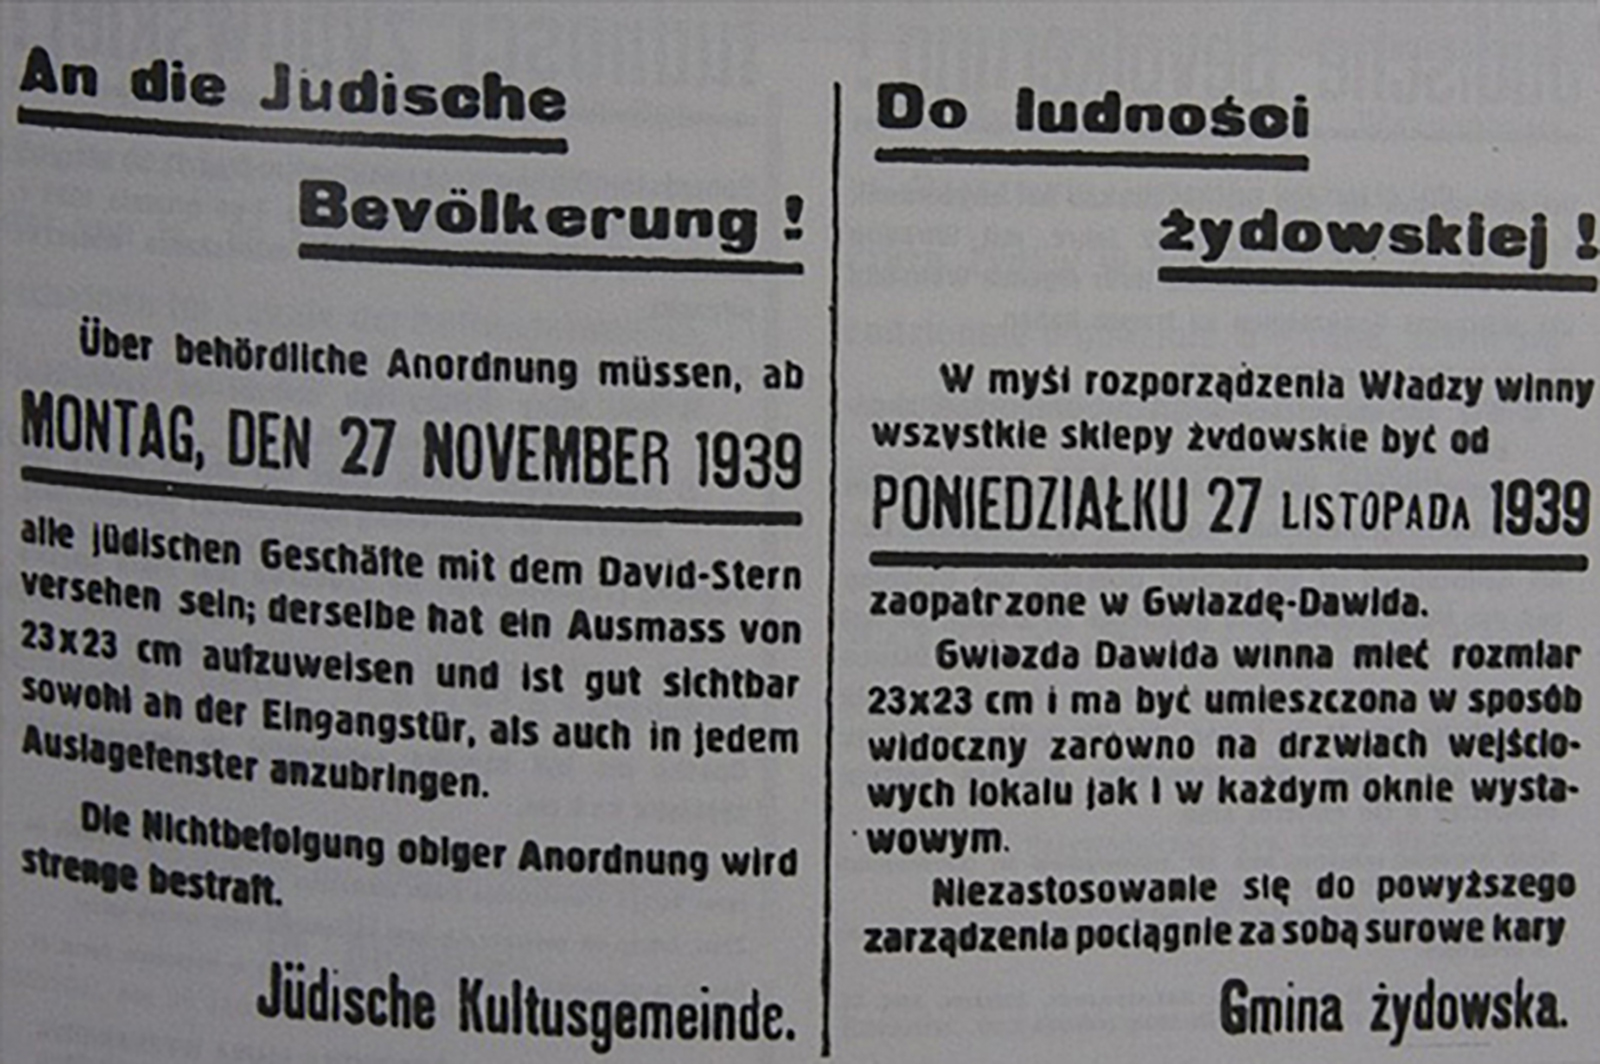 An die Jüdische
Bevölkerung !
Über behördliche Anordnung müssen, ab
MONTAG, DEN 27 NOVEMBER 1939
alle jüdischen Geschäfte mit dem David-Stern
versehen sein; derselbe hat ein Ausmass von
23x23 cm aufzuweisen und ist gut sichtbar
sowohl an der Eingangstür, als auch in jedem
Auslagefenster anzubringen.
Die Nichtbefolgung obiger Anordnung wird
strenge bestraft.
Jüdische Kultusgemeinde.
Do ludności
żydowskiej !
W myśl rozporządzenia Władzy winny
wszystkie sklepy żydowskie być od
PONIEDZIAŁKU 27 LISTOPADA 1939
zaopatrzone w Gwiazdę-Dawida.
Gwiazda Dawida winna mieć rozmiar
23x23 cm i ma być umieszczona w sposób
widoczny zarówno na drzwiach wejścio-
wych lokalu jak i w każdym oknie wysta-
wowym.
Niezastosowanie się do powyższego
zarządzenia pociągnie za sobą surowe kary
Gmina żydowska.